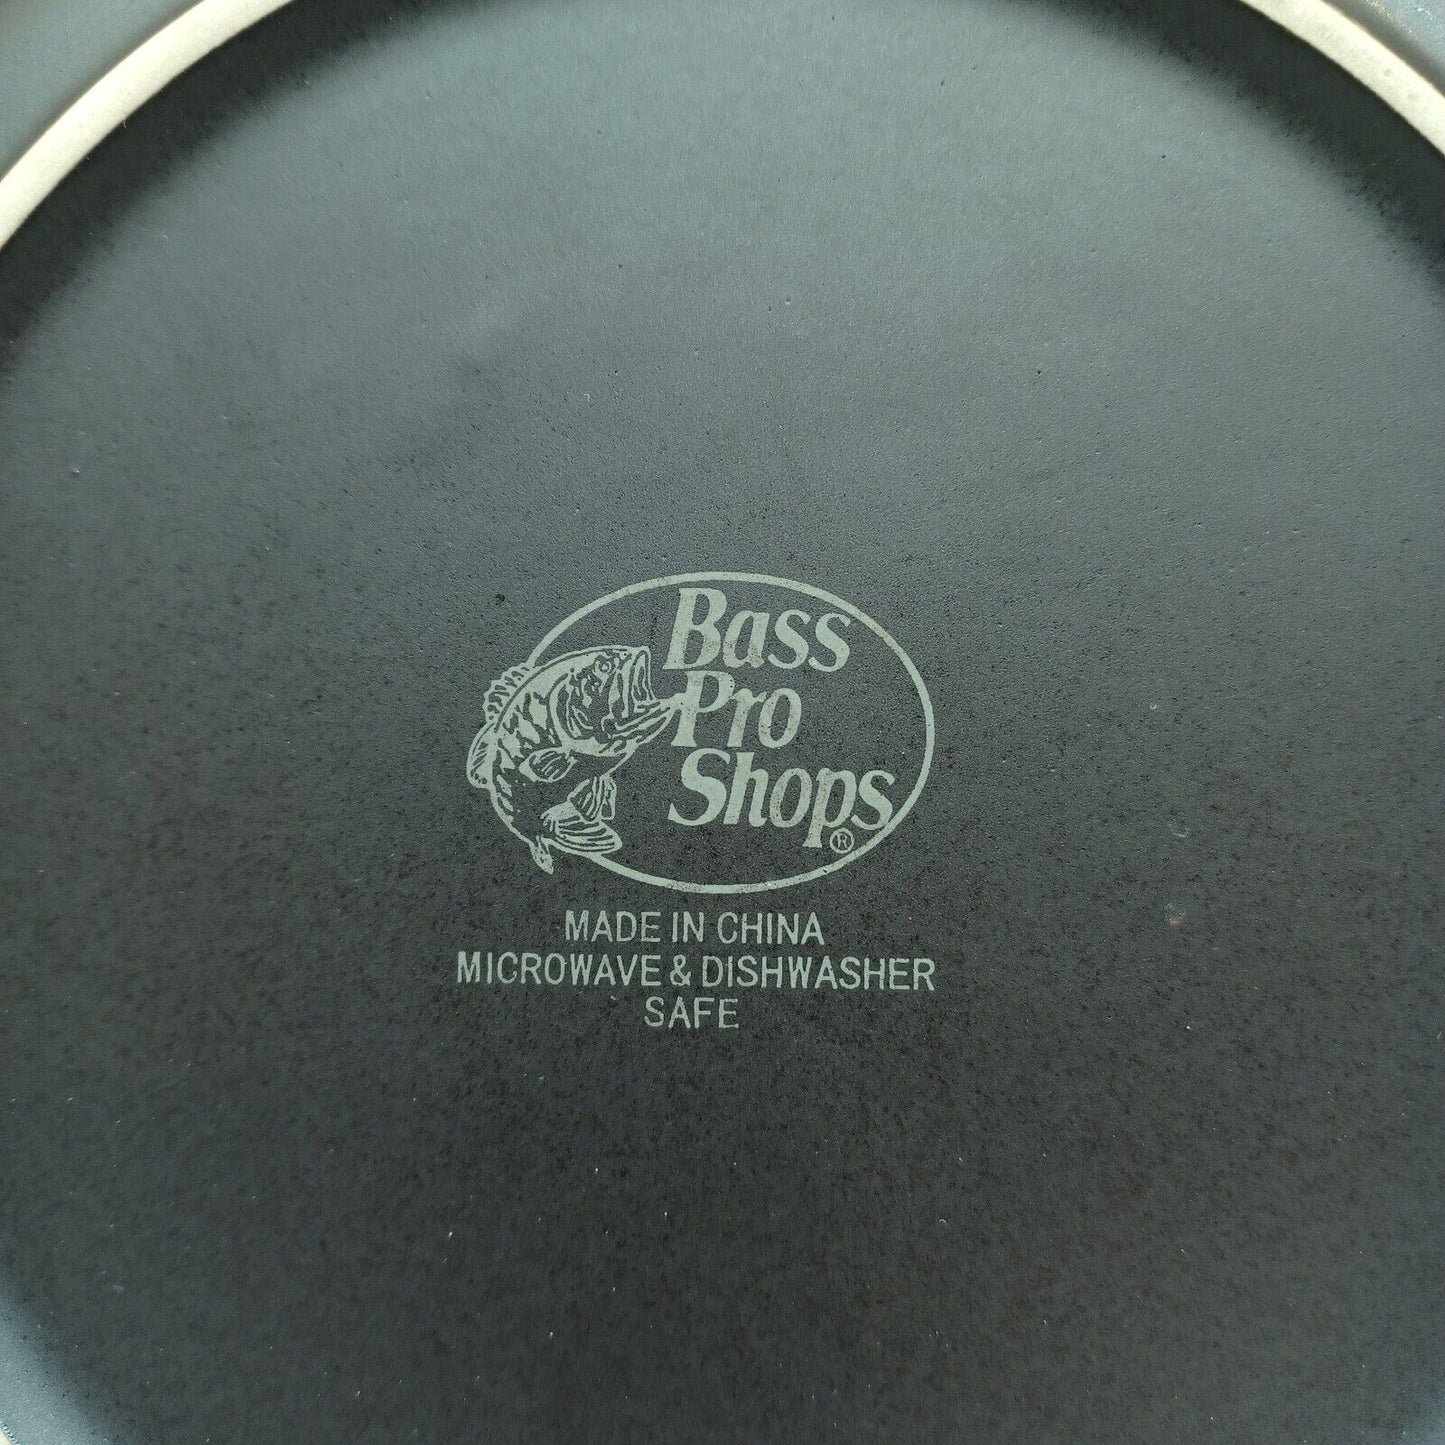 Bass
Pro
Shops®
MADE IN CHINA
MICROWAVE & DISHWASHER
SAFE